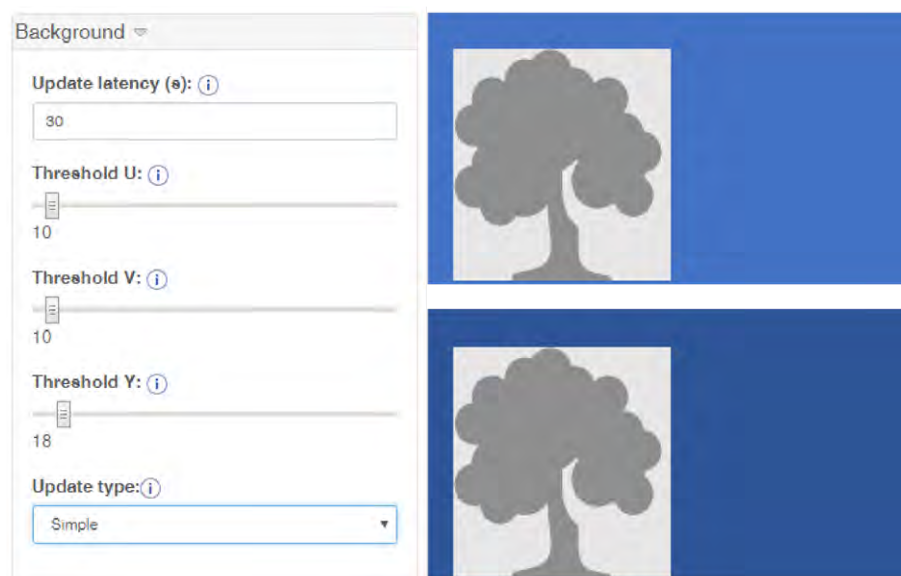 Background
Update latency (s):
30
Threshold U:
10
Threshold V:
10
Threshold Y:
18
Update type:
Simple